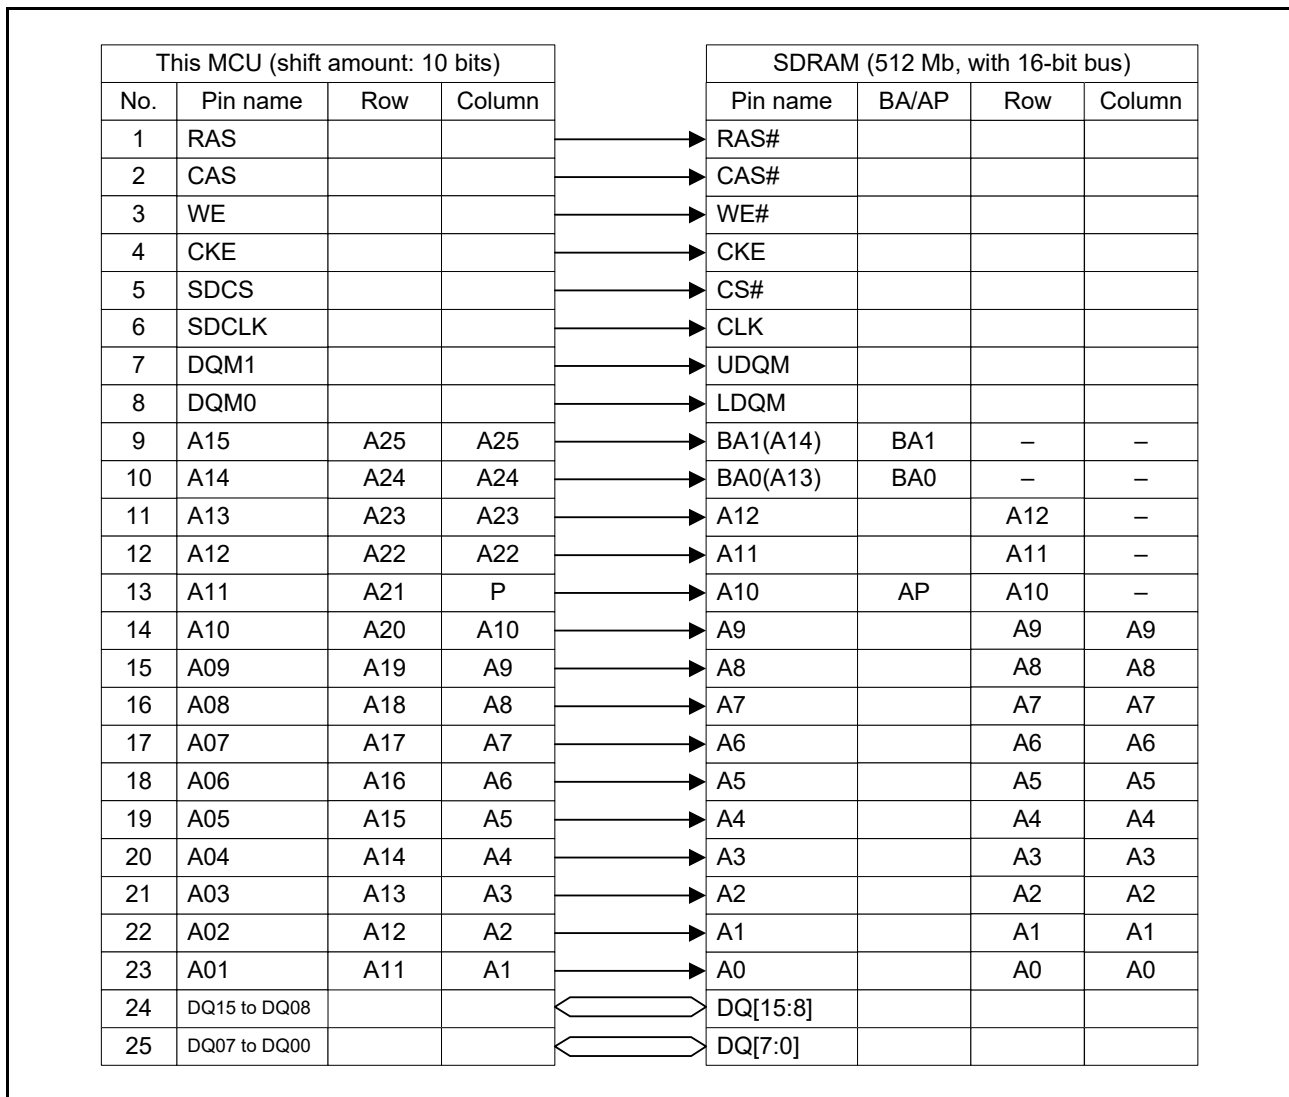 This MCU (shift amount: 10 bits) SDRAM (512 Mb, with 16-bit bus)
No. Pin name Row Column Pin name BA/AP Row Column
1 RAS RAS#
2 CAS CAS#
3 WE WE#
4 CKE CKE
5 SDCS CS#
6 SDCLK CLK
7 DQM1 UDQM
8 DQM0 LDQM
9 A15 A25 A25 BA1(A14) BA1 – –
10 A14 A24 A24 BA0(A13) BA0 – –
11 A13 A23 A23 A12 A12 –
12 A12 A22 A22 A11 A11 –
13 A11 A21 P A10 AP A10 –
14 A10 A20 A10 A9 A9 A9
15 A09 A19 A9 A8 A8 A8
16 A08 A18 A8 A7 A7 A7
17 A07 A17 A7 A6 A6 A6
18 A06 A16 A6 A5 A5 A5
19 A05 A15 A5 A4 A4 A4
20 A04 A14 A4 A3 A3 A3
21 A03 A13 A3 A2 A2 A2
22 A02 A12 A2 A1 A1 A1
23 A01 A11 A1 A0 A0 A0
24 DQ15 to DQ08 DQ[15:8]
25 DQ07 to DQ00 DQ[7:0]